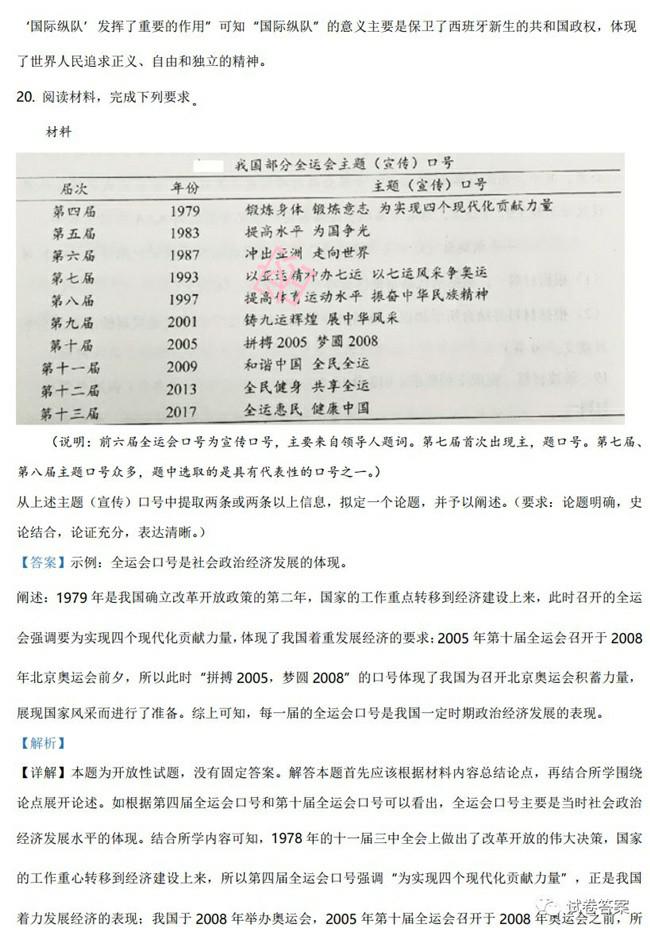 ‘国际纵队’发挥了重要的作用”可知“国际纵队”的意义主要是保卫了西班牙新生的共和国政权，体现
了世界人民追求正义、自由和独立的精神。
20. 阅读材料，完成下列要求。
材料
我国部分全运会主题（宣传）口号
届次 年份 主题（宣传）口号
第四届 1979 锻炼身体 锻炼意志 为实现四个现代化贡献力量
第五届 1983 提高水平 为国争光
第六届 1987 冲出亚洲 走向世界
第七届 1993 以亚运精神办七运 以七运风采争奥运
第八届 1997 提高体育运动水平 振奋中华民族精神
第九届 2001 铸九运辉煌 展中华风采
第十届 2005 拼搏2005 梦圆2008
第十一届 2009 和谐中国 全民全运
第十二届 2013 全民健身 共享全运
第十三届 2017 全运惠民 健康中国
（说明：前六届全运会口号为宣传口号，主要来自领导人题词。第七届首次出现主，题口号。第七届、
第八届主题口号众多，题中选取的是具有代表性的口号之一。）
从上述主题（宣传）口号中提取两条或两条以上信息，拟定一个论题，并予以阐述。（要求：论题明确，史
论结合，论证充分，表达清晰。）
【答案】示例：全运会口号是社会政治经济发展的体现。
阐述：1979年是我国确立改革开放政策的第二年，国家的工作重点转移到经济建设上来，此时召开的全运
会强调要为实现四个现代化贡献力量，体现了我国着重发展经济的要求；2005年第十届全运会召开于2008
年北京奥运会前夕，所以此时“拼搏2005，梦圆2008”的口号体现了我国为召开北京奥运会积蓄力量，
展现国家风采而进行了准备。综上可知，每一届的全运会口号是我国一定时期政治经济发展的表现。
【解析】
【详解】本题为开放性试题，没有固定答案。解答本题首先应该根据材料内容总结论点，再结合所学围绕
论点展开论述。如根据第四届全运会口号和第十届全运会口号可以看出，全运会口号主要是当时社会政治
经济发展水平的体现。结合所学内容可知，1978年的十一届三中全会上做出了改革开放的伟大决策，国家
的工作重心转移到经济建设上来，所以第四届全运会口号强调“为实现四个现代化贡献力量”，正是我国
着力发展经济的表现；我国于2008年举办奥运会，2005年第十届全运会召开于2008年奥运会之前，所
试卷答案